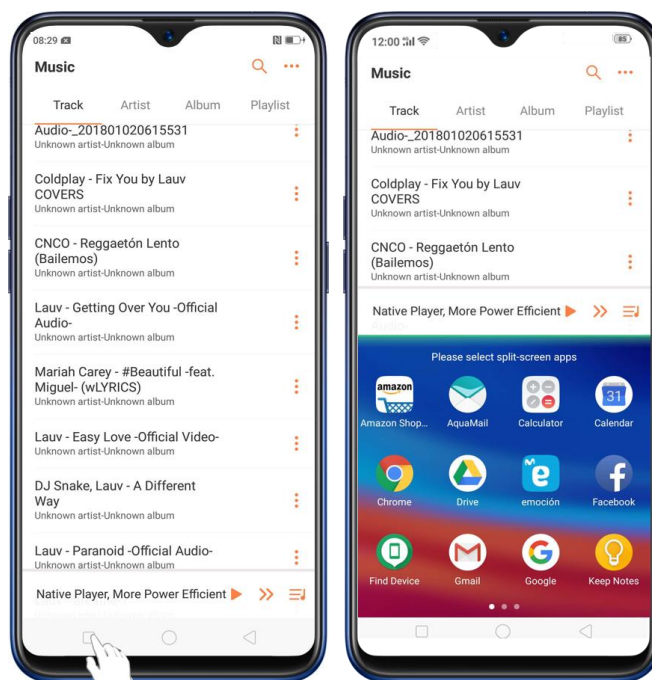 08:29
Music
Track Artist Album Playlist
Audio-_201801020615531
Unknown artist-Unknown album
Coldplay - Fix You by Lauv
COVERS
Unknown artist-Unknown album
CNCO - Reggaetón Lento
(Bailemos)
Unknown artist-Unknown album
Lauv - Getting Over You -Official
Audio-
Unknown artist-Unknown album
Mariah Carey - #Beautiful -feat.
Miguel- (wLYRICS)
Unknown artist-Unknown album
Lauv - Easy Love -Official Video-
Unknown artist-Unknown album
DJ Snake, Lauv - A Different
Way
Unknown artist-Unknown album
Lauv - Paranoid -Official Audio-
Unknown artist-Unknown album
Native Player, More Power Efficient
12:00 85
Music
Track Artist Album Playlist
Audio-_201801020615531
Unknown artist-Unknown album
Coldplay - Fix You by Lauv
COVERS
Unknown artist-Unknown album
CNCO - Reggaetón Lento
(Bailemos)
Unknown artist-Unknown album
Native Player, More Power Efficient
Please select split-screen apps
amazon
31
Amazon Shop... AquaMail Calculator Calendar
Chrome Drive emoción Facebook
Find Device Gmail Google Keep Notes